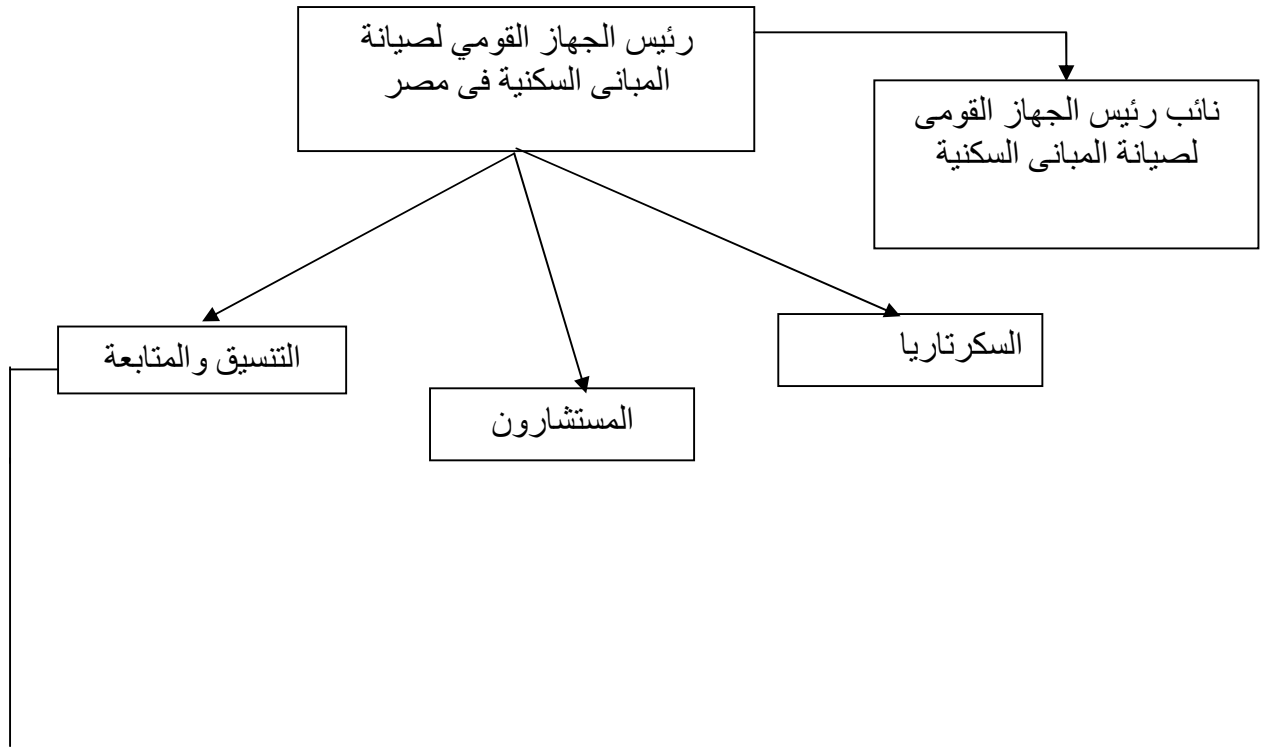 رئيس الجهاز القومي لصيانة
المبانى السكنية فى مصر
نائب رئيس الجهاز القومى
لصيانة المبانى السكنية
السكرتاريا
التنسيق والمتابعة
المستشارون